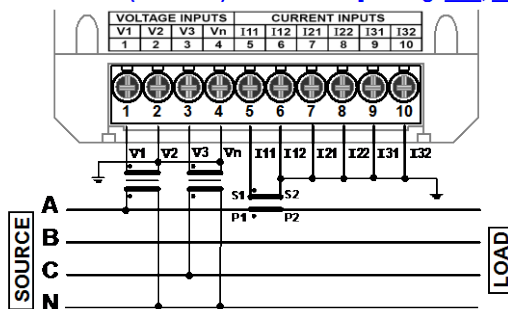 VOLTAGE INPUTS CURRENT INPUTS
V1 V2 V3 Vn I11 I12 I21 I22 I31 I32
1 2 3 4 5 6 7 8 9 10
1 2 3 4 5 6 7 8 9 10
V1 V2 V3 Vn I11 I12 I21 I22 I31 I32
S1 S2
A P1 P2
B
C
N
SOURCE
LOAD